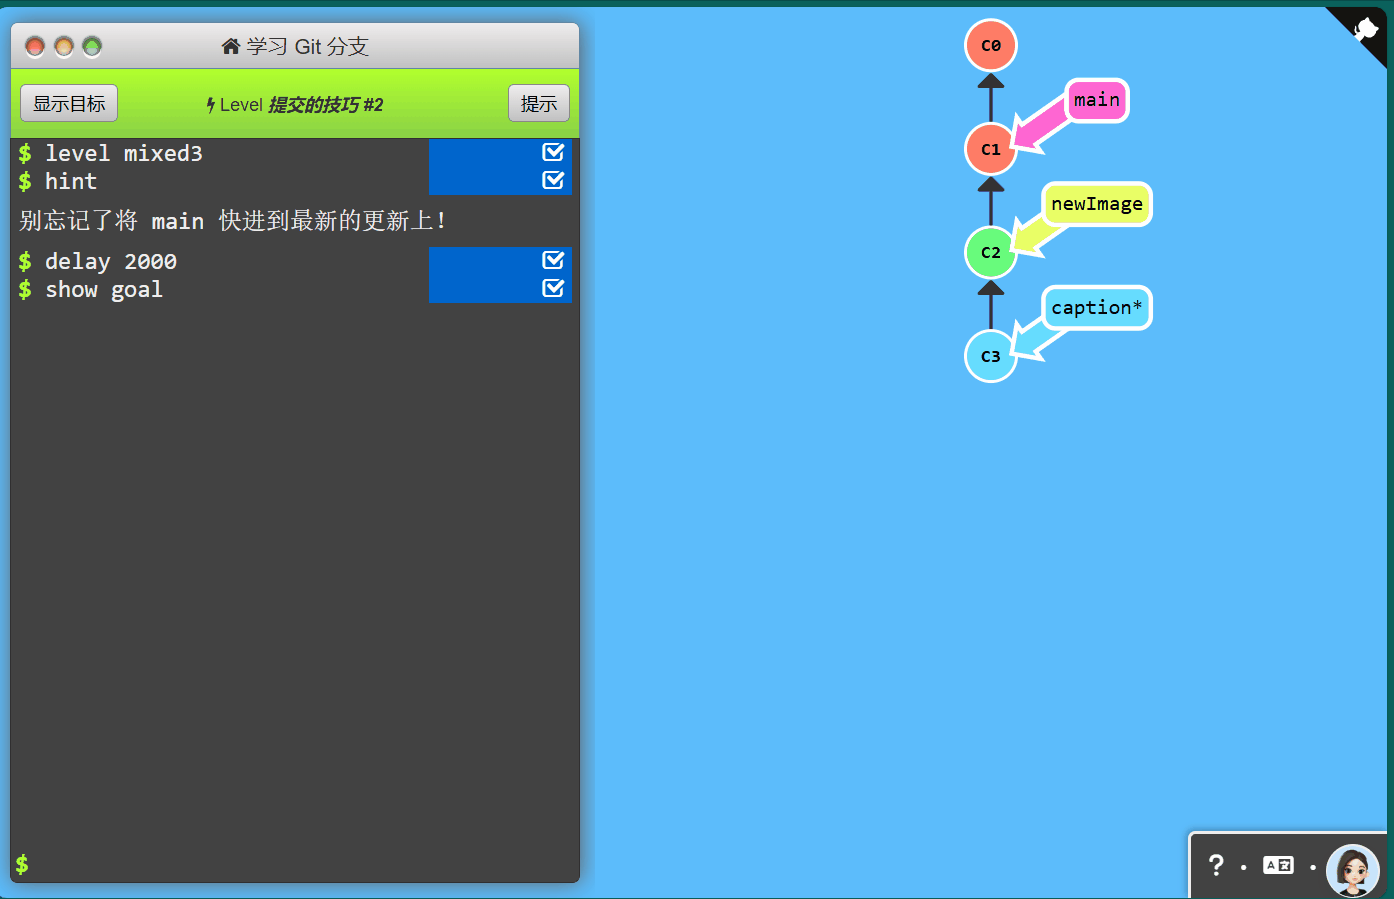 学习 Git 分支
显示目标
Level 提交的技巧 #2
提示
$ level mixed3
$ hint
别忘记了将 main 快进到最新的更新上!
$ delay 2000
$ show goal
$
C0
main
C1
newImage
C2
caption*
C3
?
A